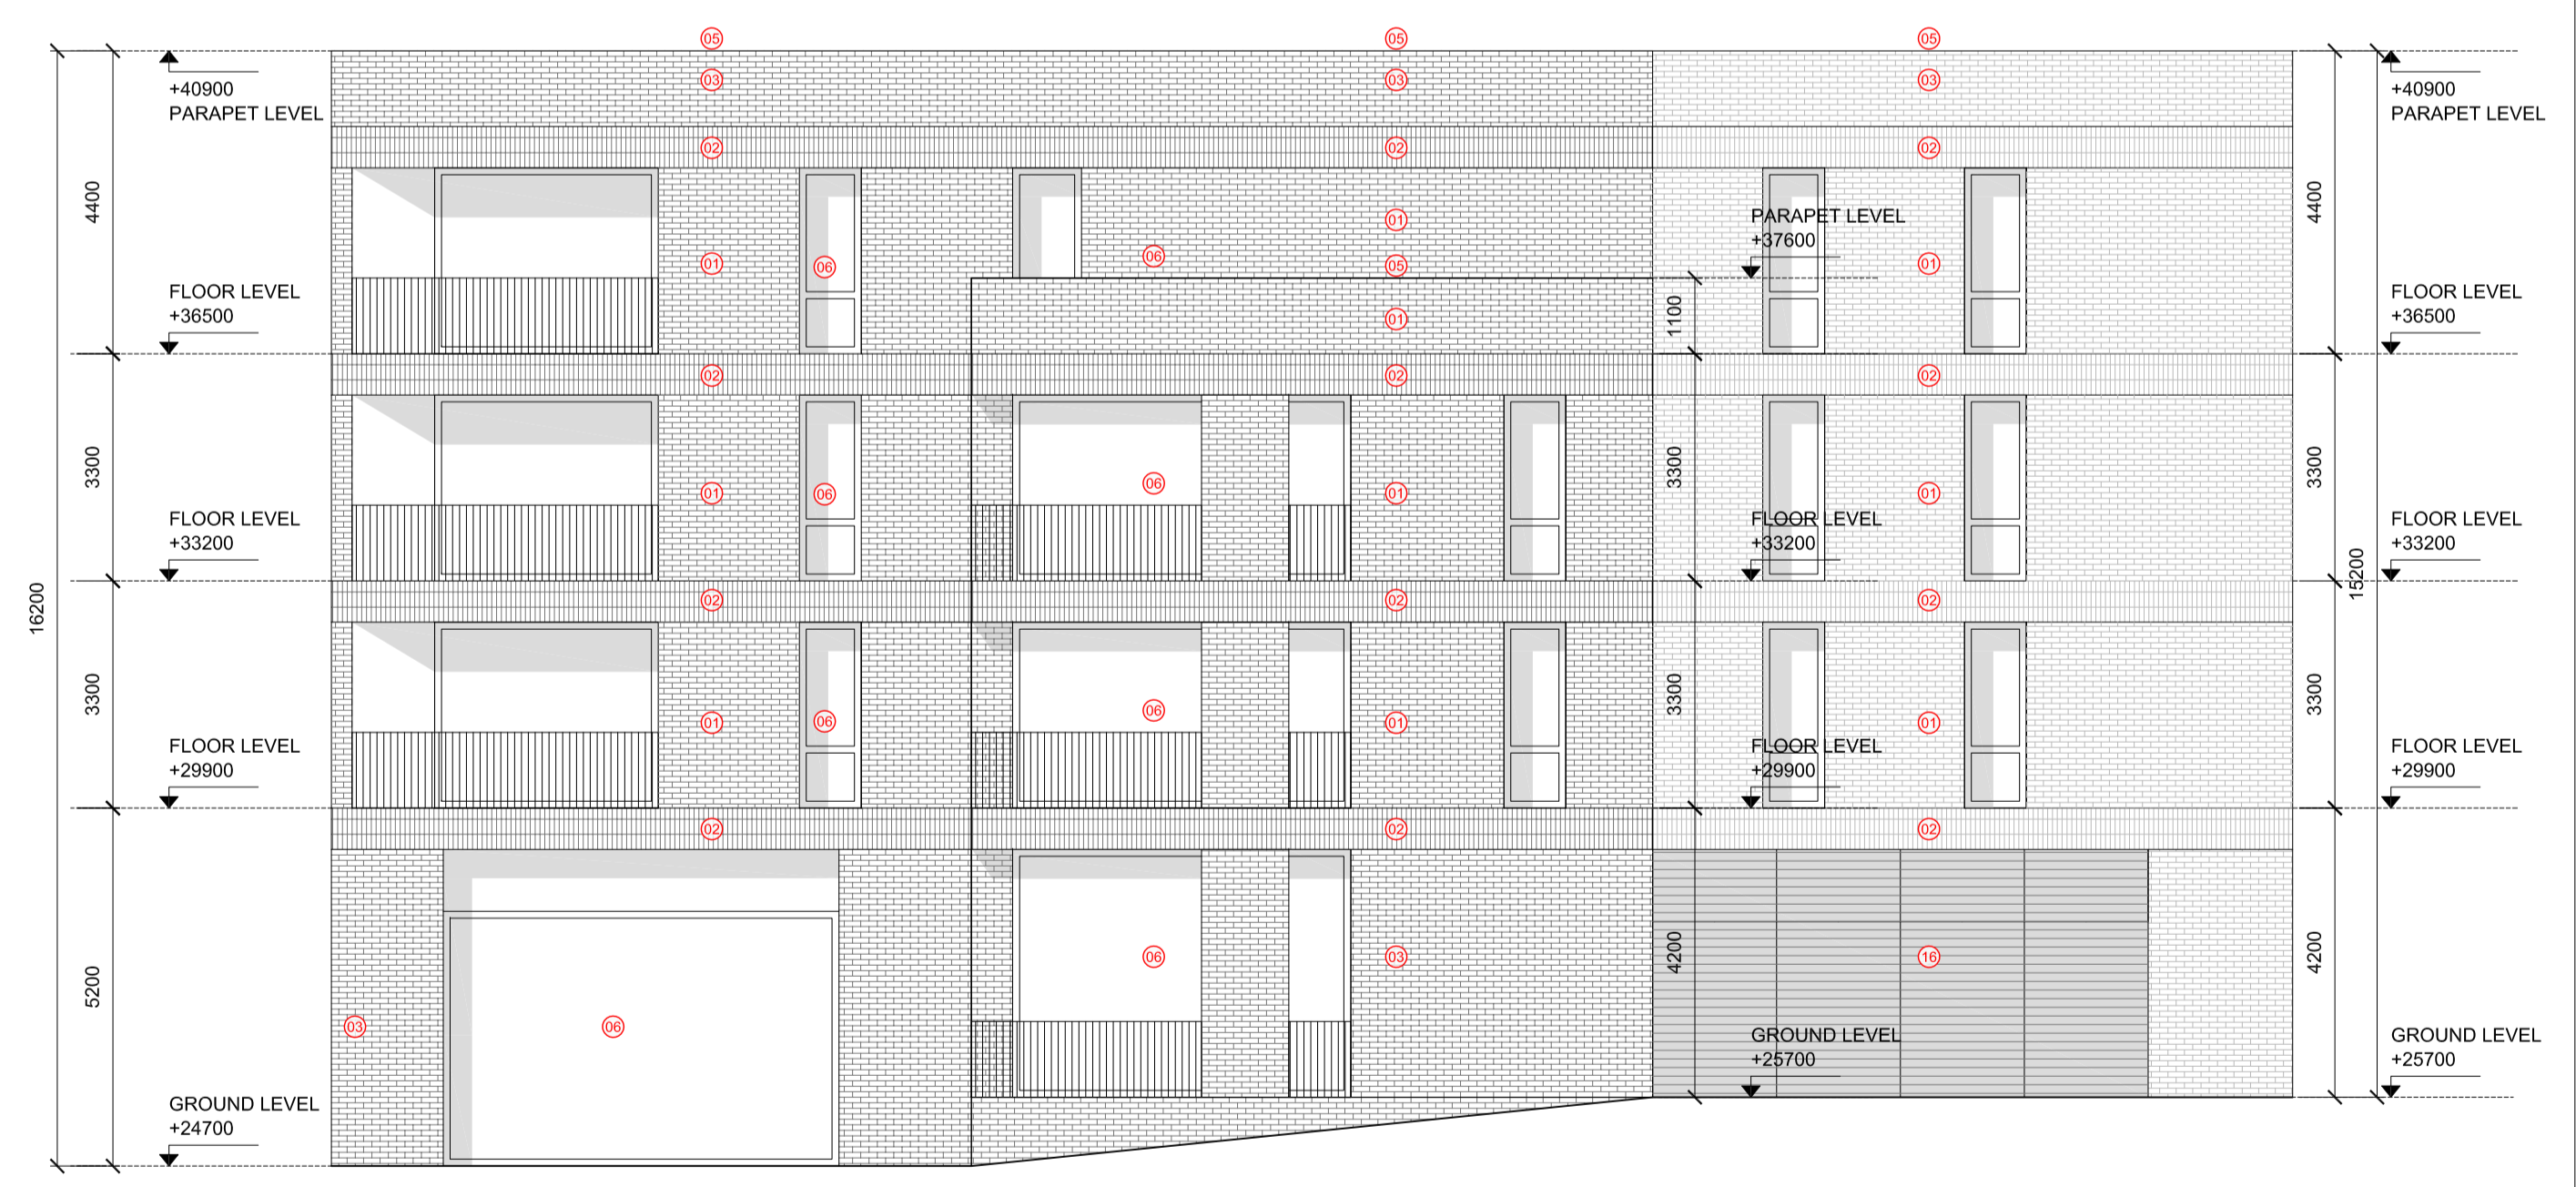 05 05 05
+40900 03 03 03 +40900
PARAPET LEVEL PARAPET LEVEL
02 02 02
4400 4400
PARAPET LEVEL
01
+37600
06
01 06 05 01
FLOOR LEVEL FLOOR LEVEL
+36500 01 1100 +36500
02 02 02
3300 3300 3300
06
01 06 01 01
FLOOR LEVEL FLOOR LEVEL FLOOR LEVEL
+33200 +33200 +33200
16200 15200
02 02 02
3300 3300 3300
06
01 06 01 01
FLOOR LEVEL FLOOR LEVEL FLOOR LEVEL
+29900 +29900 +29900
02 02 02
5200 4200 4200
06 03 16
03 06
GROUND LEVEL GROUND LEVEL
+25700 +25700
GROUND LEVEL
+24700